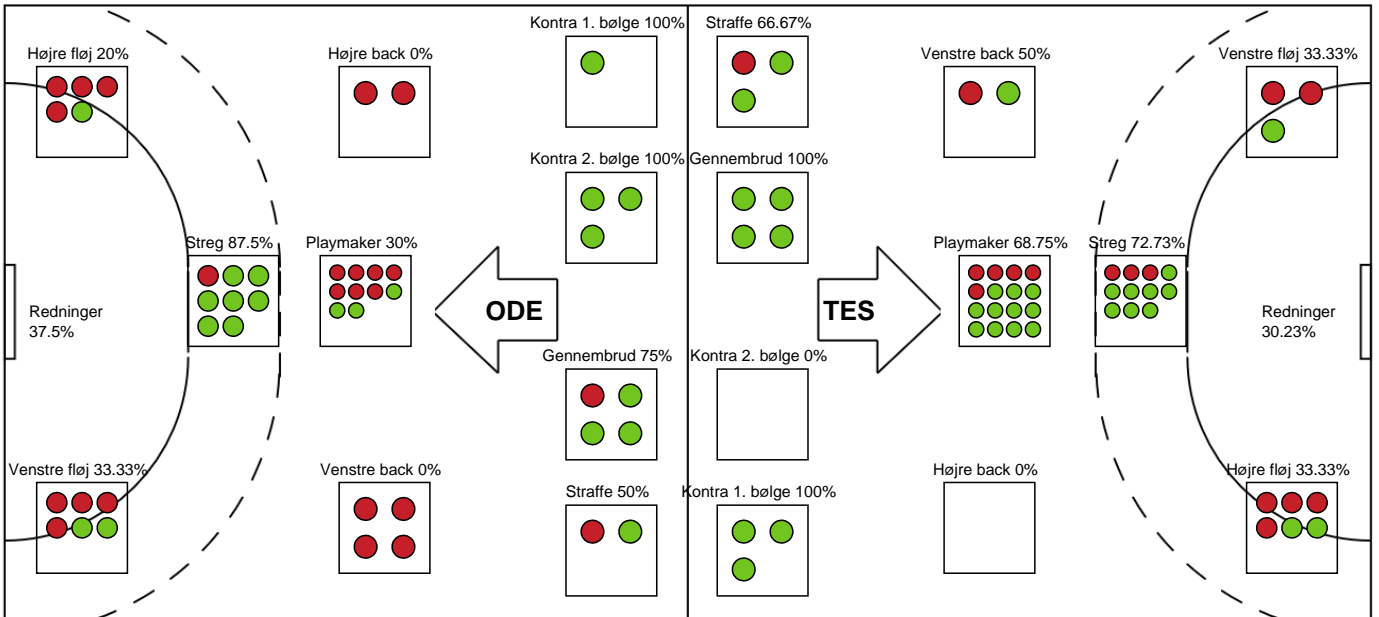 Kontra 1. bølge 100%
Straffe 66.67%
Højre fløj 20%
Højre back 0%
Venstre back 50%
Venstre fløj 33.33%
Kontra 2. bølge 100%
Gennembrud 100%
Streg 87.5%
Playmaker 30%
Playmaker 68.75%
Streg 72.73%
Redninger
37.5%
ODE
TES
Redninger
30.23%
Gennembrud 75%
Kontra 2. bølge 0%
Venstre fløj 33.33%
Venstre back 0%
Højre back 0%
Højre fløj 33.33%
Straffe 50%
Kontra 1. bølge 100%